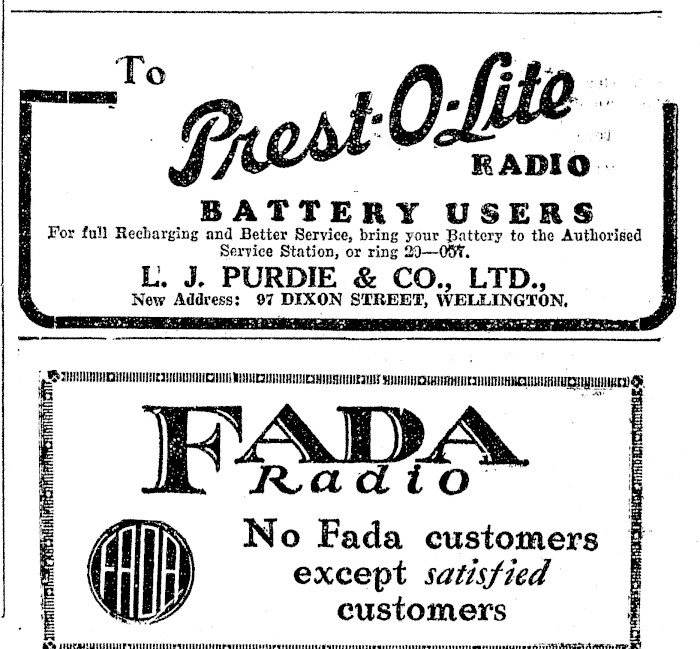 To
Prest-O-Lite
RADIO
BATTERY USERS
For full Recharging and Better Service, bring your Battery to the Authorised
Service Station, or ring 20—057.
L. J. PURDIE & CO., LTD.,
New Address: 97 DIXON STREET, WELLINGTON.
FADA
Radio
FADA
No Fada customers
except satisfied
customers